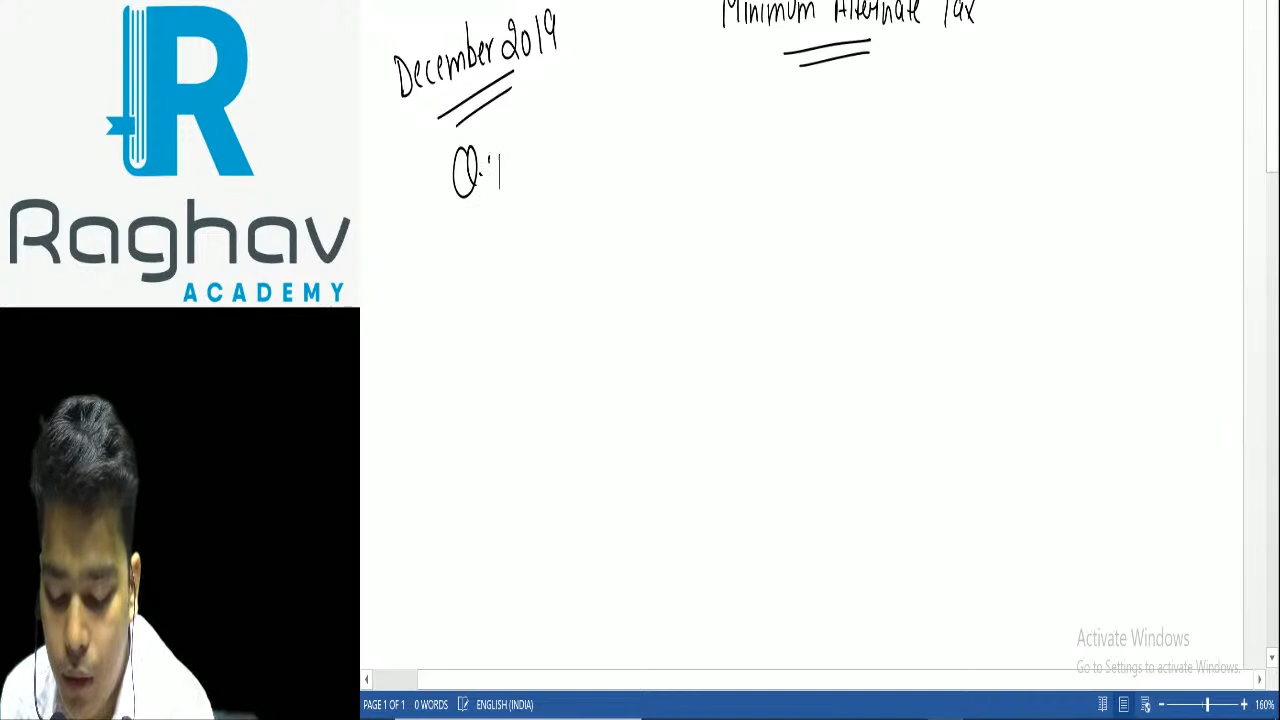 Minimum Alternate Tax
December 2019
Q.1
R
Raghav
ACADEMY
Activate Windows
Go to Settings to activate Windows.
PAGE 1 OF 1 0 WORDS ENGLISH (INDIA) 160%